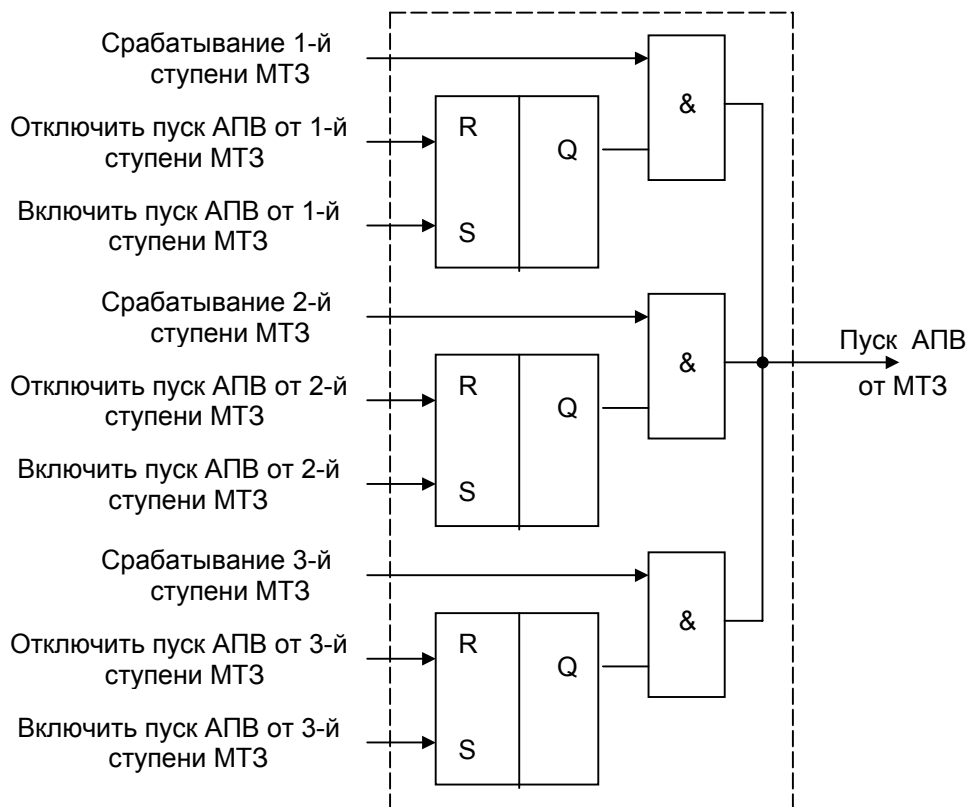 Срабатывание 1-й
ступени МТЗ
&
Отключить пуск АПВ от 1-й
ступени МТЗ
R
Q
Включить пуск АПВ от 1-й
ступени МТЗ
S
Срабатывание 2-й
ступени МТЗ
&
Пуск АПВ
от МТЗ
Отключить пуск АПВ от 2-й
ступени МТЗ
R
Q
Включить пуск АПВ от 2-й
ступени МТЗ
S
Срабатывание 3-й
ступени МТЗ
&
Отключить пуск АПВ от 3-й
ступени МТЗ
R
Q
Включить пуск АПВ от 3-й
ступени МТЗ
S